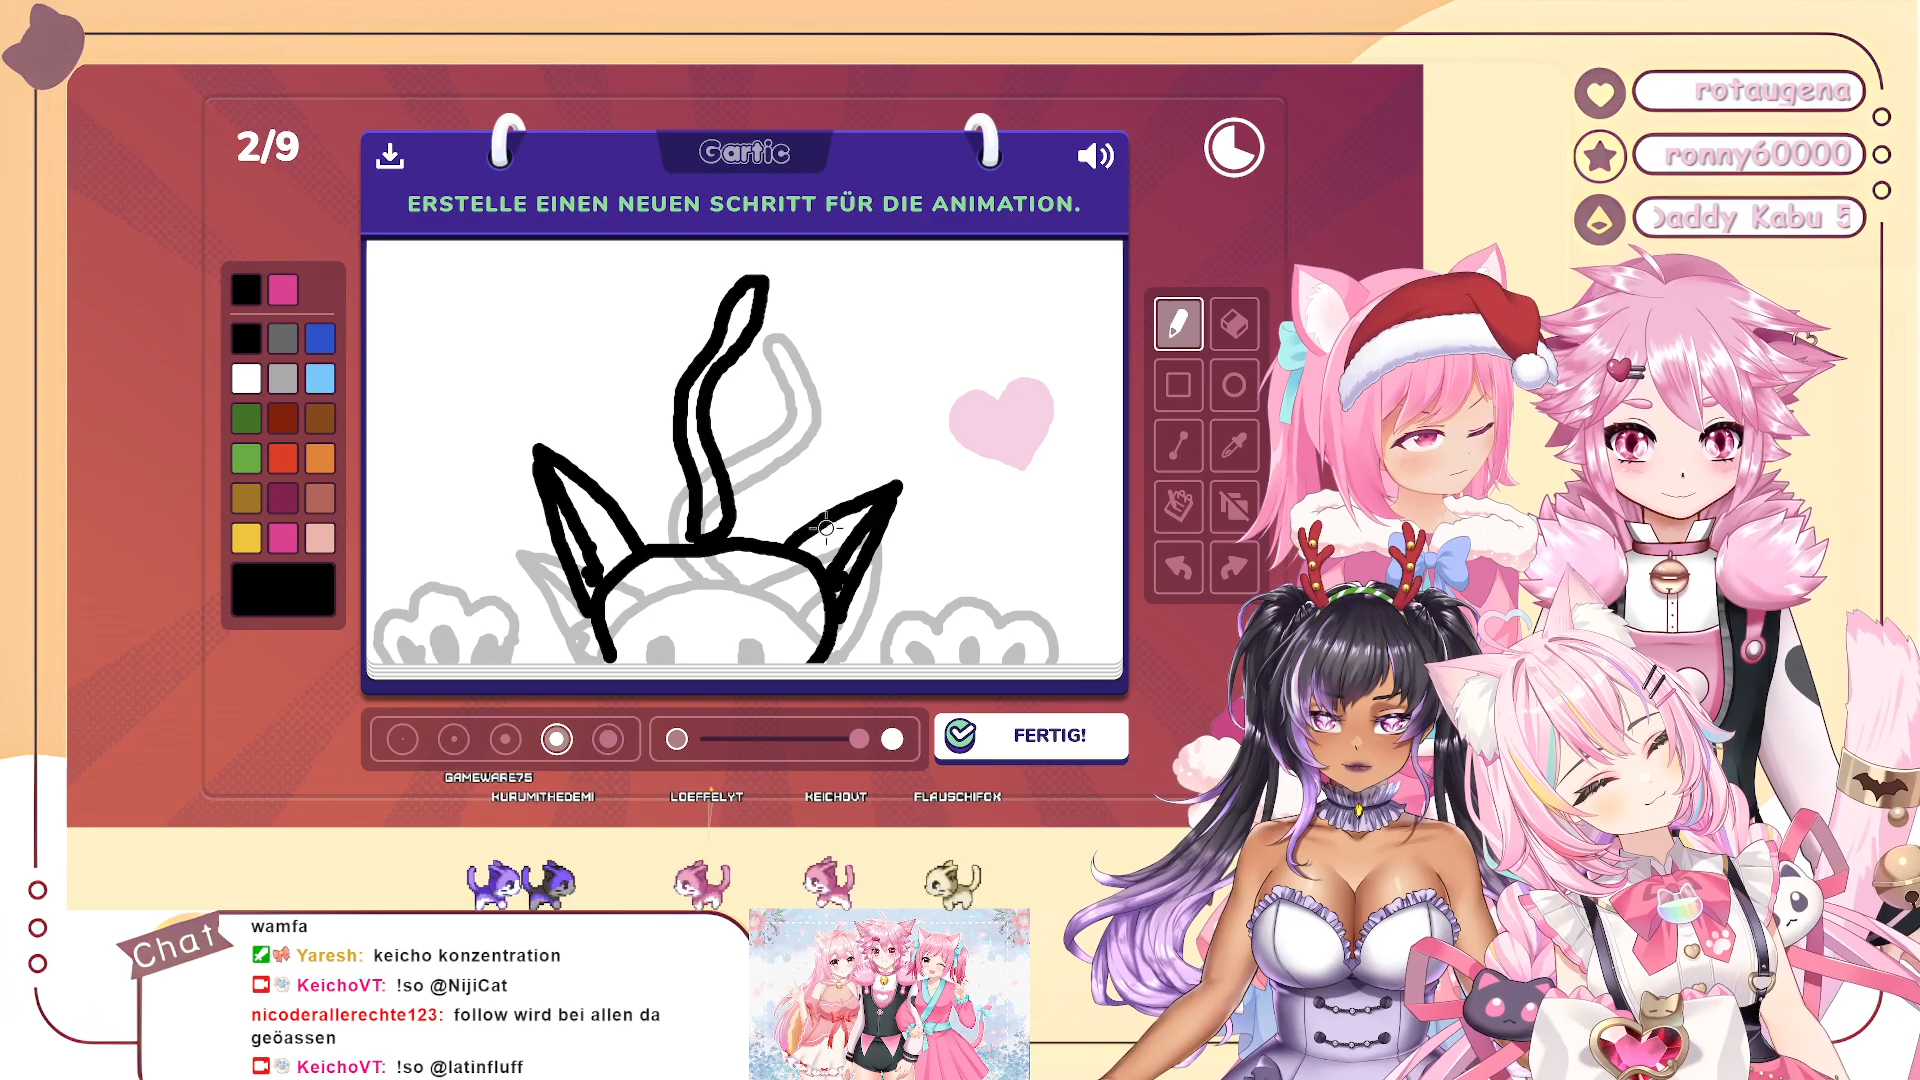 rotaugena
2/9
Gartic
ronny60000
ERSTELLE EINEN NEUEN SCHRITT FÜR DIE ANIMATION.
Daddy Kabu 5
FERTIG!
GAMEWARE75
KURUMITHEDEMI
LOEFFELYT
KEICHOVT
FLAUSCHIFOX
Chat
wamfa
Yaresh: keicho konzentration
KeichoVT: !so @NijiCat
nicoderallerechte123: follow wird bei allen da
geöassen
KeichoVT: !so @latinfluff